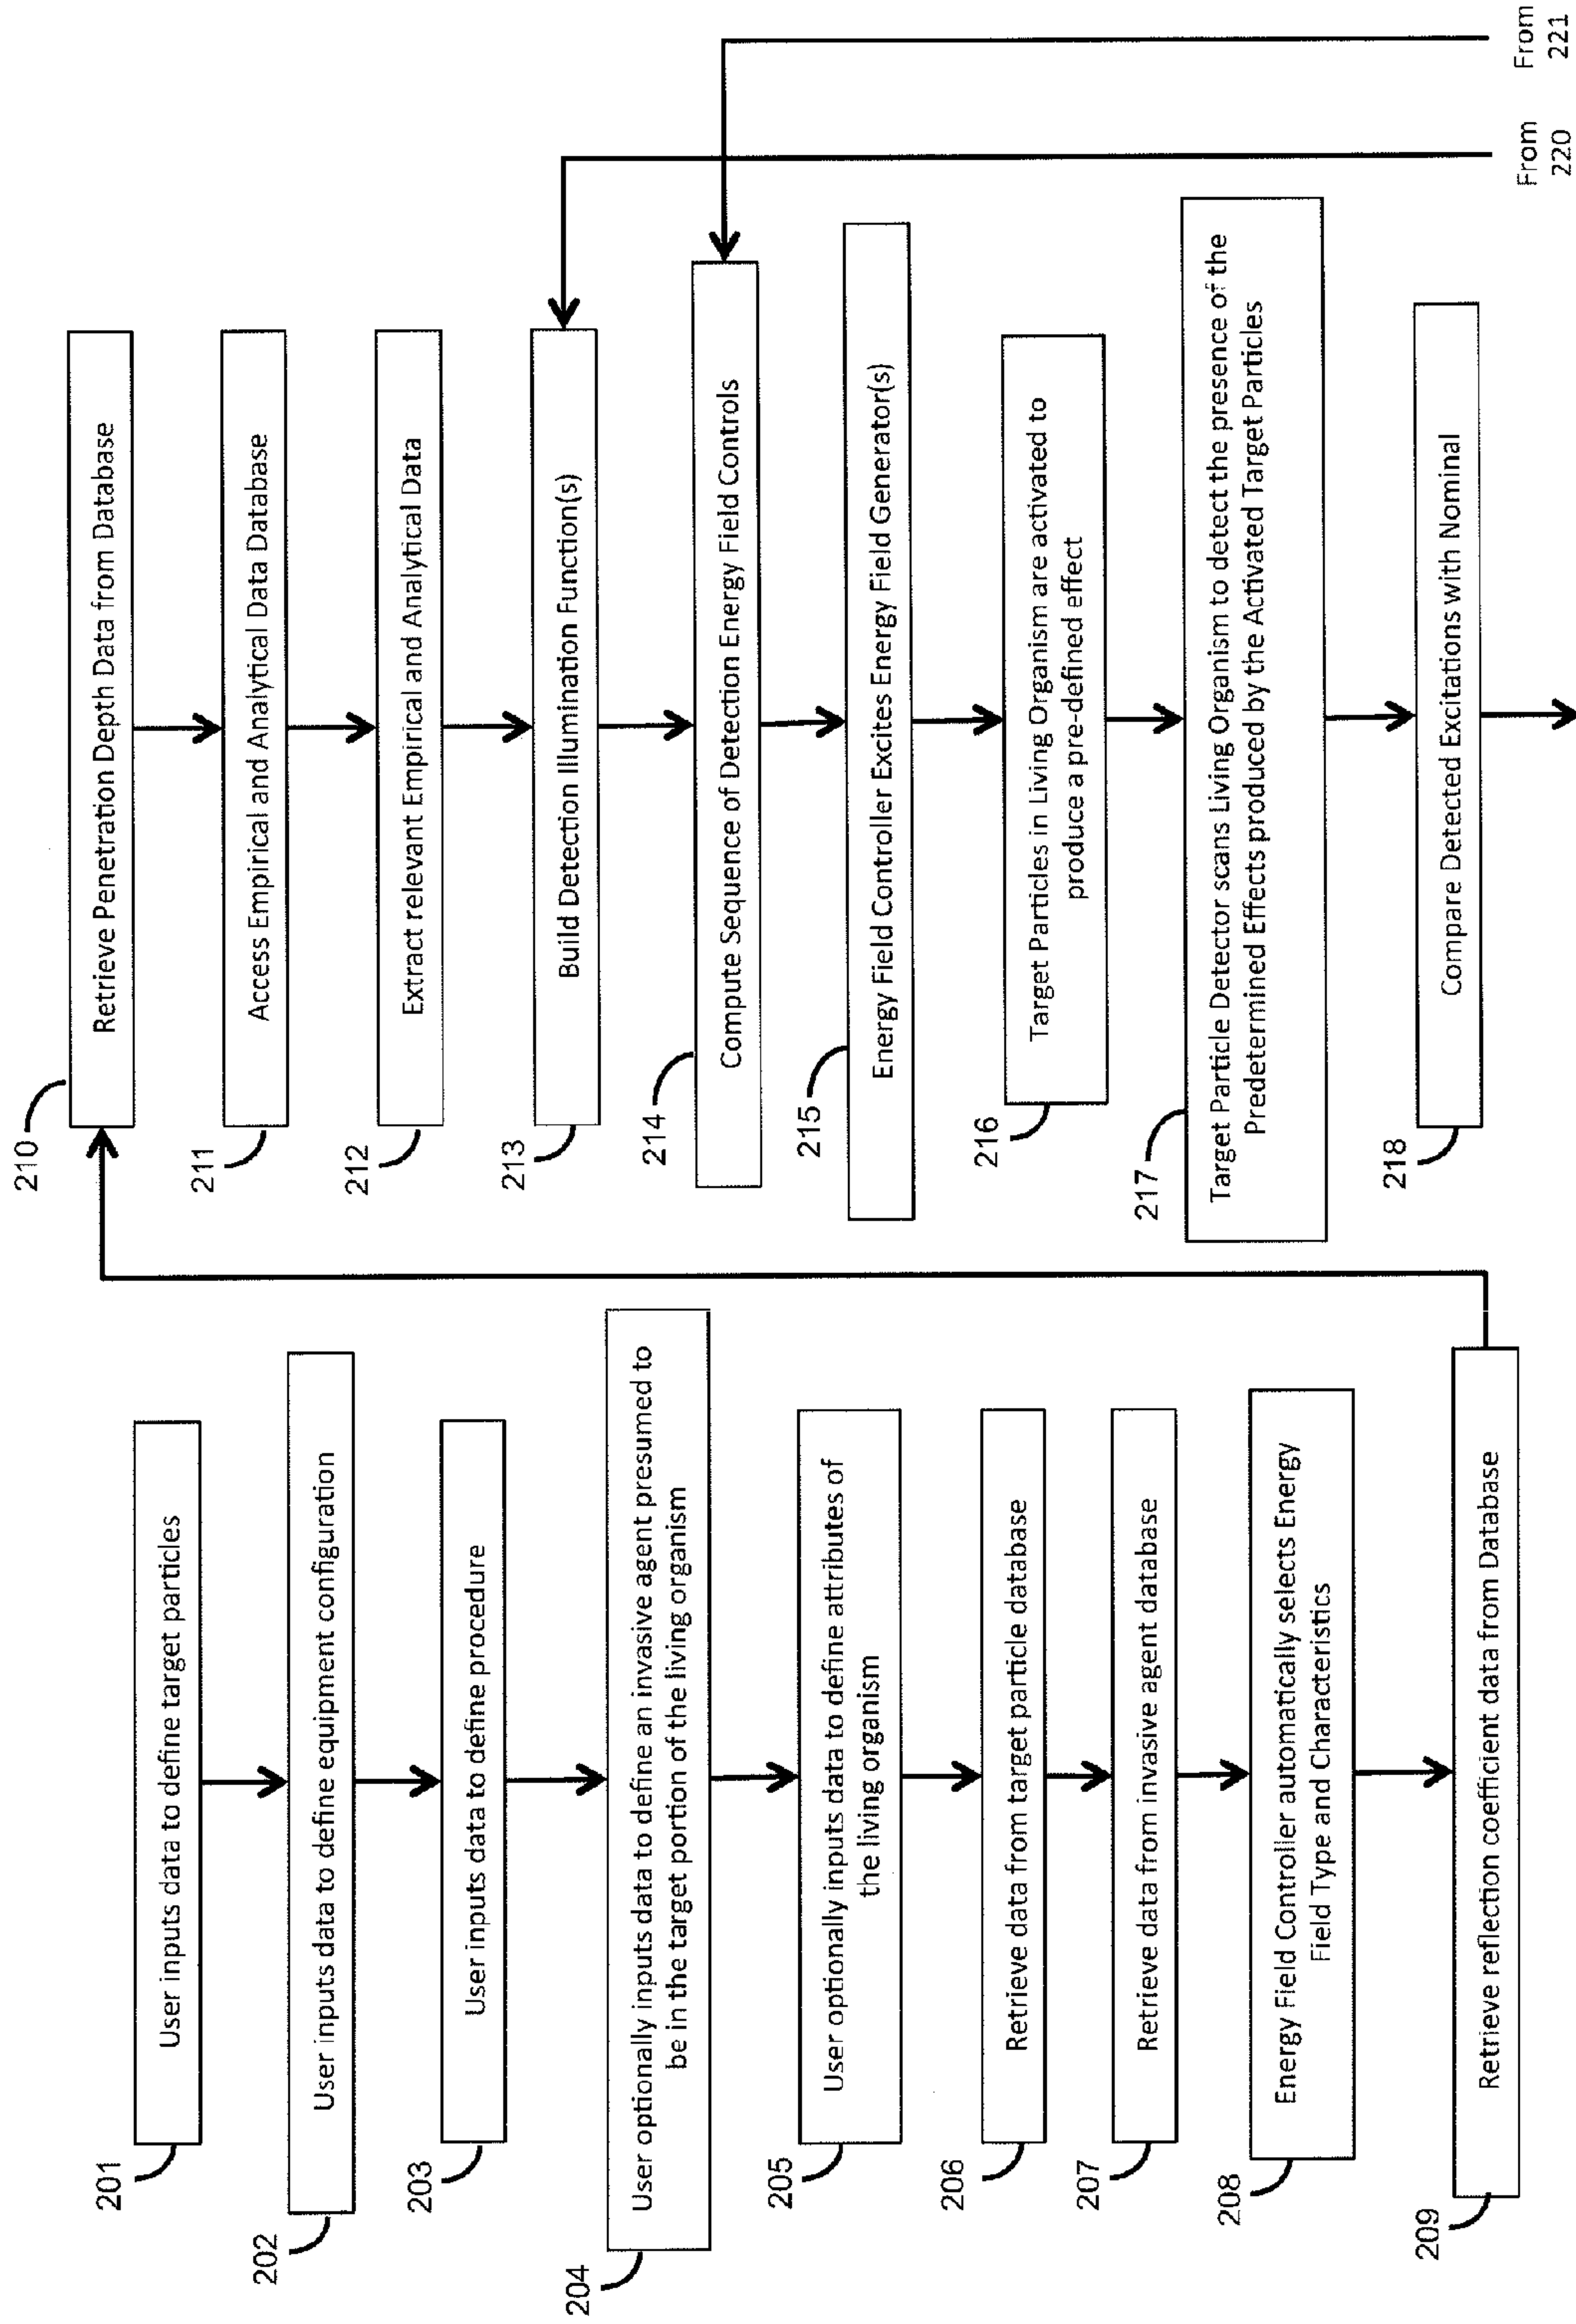 201
User inputs data to define target particles
202
User inputs data to define equipment configuration
203
User inputs data to define procedure
204
User optionally inputs data to define an invasive agent presumed to
be in the target portion of the living organism
205
User optionally inputs data to define attributes of
the living organism
206
Retrieve data from target particle database
207
Retrieve data from invasive agent database
208
Energy Field Controller automatically selects Energy
Field Type and Characteristics
209
Retrieve reflection coefficient data from Database
210
Retrieve Penetration Depth Data from Database
211
Access Empirical and Analytical Data Database
212
Extract relevant Empirical and Analytical Data
213
Build Detection Illumination Function(s)
214
Compute Sequence of Detection Energy Field Controls
215
Energy Field Controller Excites Energy Field Generator(s)
216
Target Particles in Living Organism are activated to
produce a pre-defined effect
217
Target Particle Detector scans Living Organism to detect the presence of the
Predetermined Effects produced by the Activated Target Particles
218
Compare Detected Excitations with Nominal
From
220
From
221